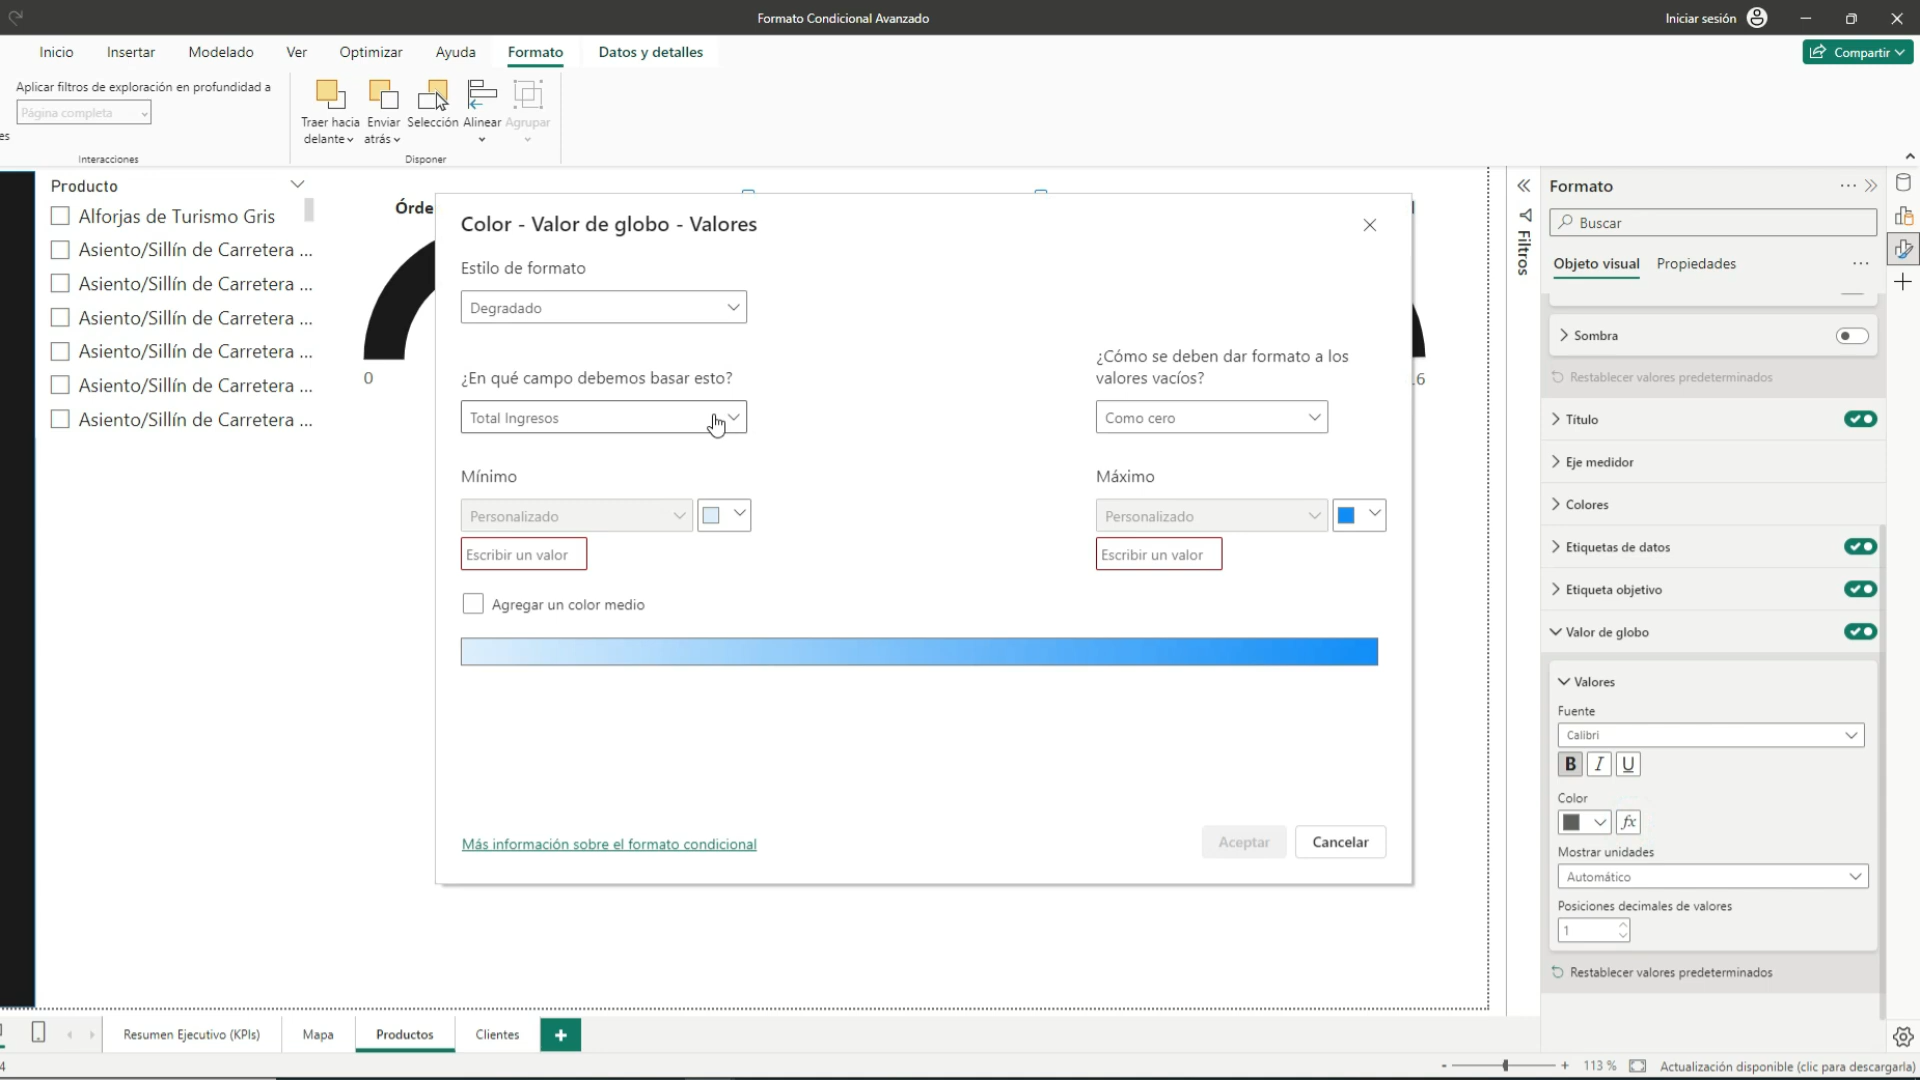 Formato Condicional Avanzado
Iniciar sesión
Inicio
Insertar
Modelado
Ver
Optimizar
Ayuda
Formato
Datos y detalles
Compartir
Aplicar filtros de exploración en profundidad a
Página completa
es
Interacciones
Traer hacia
delante
Enviar
atrás
Selección
Alinear
Agrupar
Disponer
Producto
Alforjas de Turismo Gris
Asiento/Sillín de Carretera ...
Asiento/Sillín de Carretera ...
Asiento/Sillín de Carretera ...
Asiento/Sillín de Carretera ...
Asiento/Sillín de Carretera ...
Asiento/Sillín de Carretera ...
Órde
0
.6
Color - Valor de globo - Valores
Estilo de formato
Degradado
¿En qué campo debemos basar esto?
Total Ingresos
¿Cómo se deben dar formato a los
valores vacíos?
Como cero
Mínimo
Personalizado
Escribir un valor
Máximo
Personalizado
Escribir un valor
Agregar un color medio
Más información sobre el formato condicional
Aceptar
Cancelar
Filtros
Formato
Buscar
Objeto visual
Propiedades
Sombra
Restablecer valores predeterminados
Título
Eje medidor
Colores
Etiquetas de datos
Etiqueta objetivo
Valor de globo
Valores
Fuente
Calibri
B
I
U
Color
fx
Mostrar unidades
Automático
Posiciones decimales de valores
1
Restablecer valores predeterminados
Resumen Ejecutivo (KPIs)
Mapa
Productos
Clientes
+
4
- + 113 %
Actualización disponible (clic para descargarla)